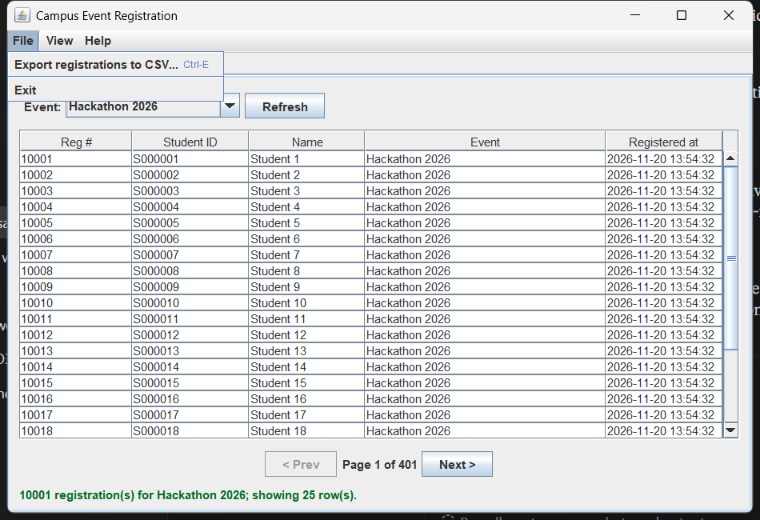 Campus Event Registration
File View Help
Export registrations to CSV... Ctrl-E
Exit
Event: Hackathon 2026 Refresh
Reg # Student ID Name Event Registered at
10001 S000001 Student 1 Hackathon 2026 2026-11-20 13:54:32
10002 S000002 Student 2 Hackathon 2026 2026-11-20 13:54:32
10003 S000003 Student 3 Hackathon 2026 2026-11-20 13:54:32
10004 S000004 Student 4 Hackathon 2026 2026-11-20 13:54:32
10005 S000005 Student 5 Hackathon 2026 2026-11-20 13:54:32
10006 S000006 Student 6 Hackathon 2026 2026-11-20 13:54:32
10007 S000007 Student 7 Hackathon 2026 2026-11-20 13:54:32
10008 S000008 Student 8 Hackathon 2026 2026-11-20 13:54:32
10009 S000009 Student 9 Hackathon 2026 2026-11-20 13:54:32
10010 S000010 Student 10 Hackathon 2026 2026-11-20 13:54:32
10011 S000011 Student 11 Hackathon 2026 2026-11-20 13:54:32
10012 S000012 Student 12 Hackathon 2026 2026-11-20 13:54:32
10013 S000013 Student 13 Hackathon 2026 2026-11-20 13:54:32
10014 S000014 Student 14 Hackathon 2026 2026-11-20 13:54:32
10015 S000015 Student 15 Hackathon 2026 2026-11-20 13:54:32
10016 S000016 Student 16 Hackathon 2026 2026-11-20 13:54:32
10017 S000017 Student 17 Hackathon 2026 2026-11-20 13:54:32
10018 S000018 Student 18 Hackathon 2026 2026-11-20 13:54:32
< Prev Page 1 of 401 Next >
10001 registration(s) for Hackathon 2026; showing 25 row(s).